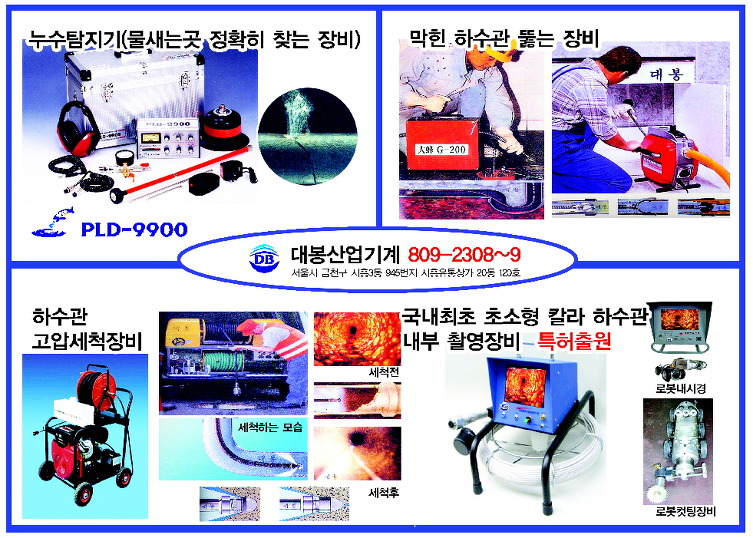 누수탐지기(물새는곳 정확히 찾는 장비)
PLD-9900
PLD-9900
막힌 하수관 뚫는 장비
대봉
大蜂 G-200
DB
대봉산업기계 809-2308~9
서울시 금천구 시흥3동 945번지 시흥유통상가 20동 120호
하수관
고압세척장비
세척하는 모습
세척전
세척후
국내최초 초소형 칼라 하수관
내부 촬영장비 - 특허출원
로봇내시경
로봇컷팅장비